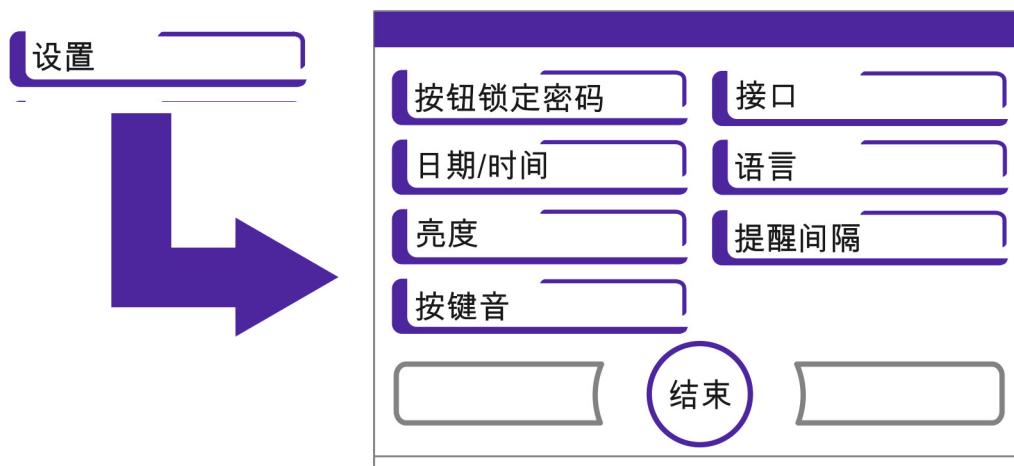 设置
按钮锁定密码
接口
日期/时间
语言
亮度
提醒间隔
按键音
结束